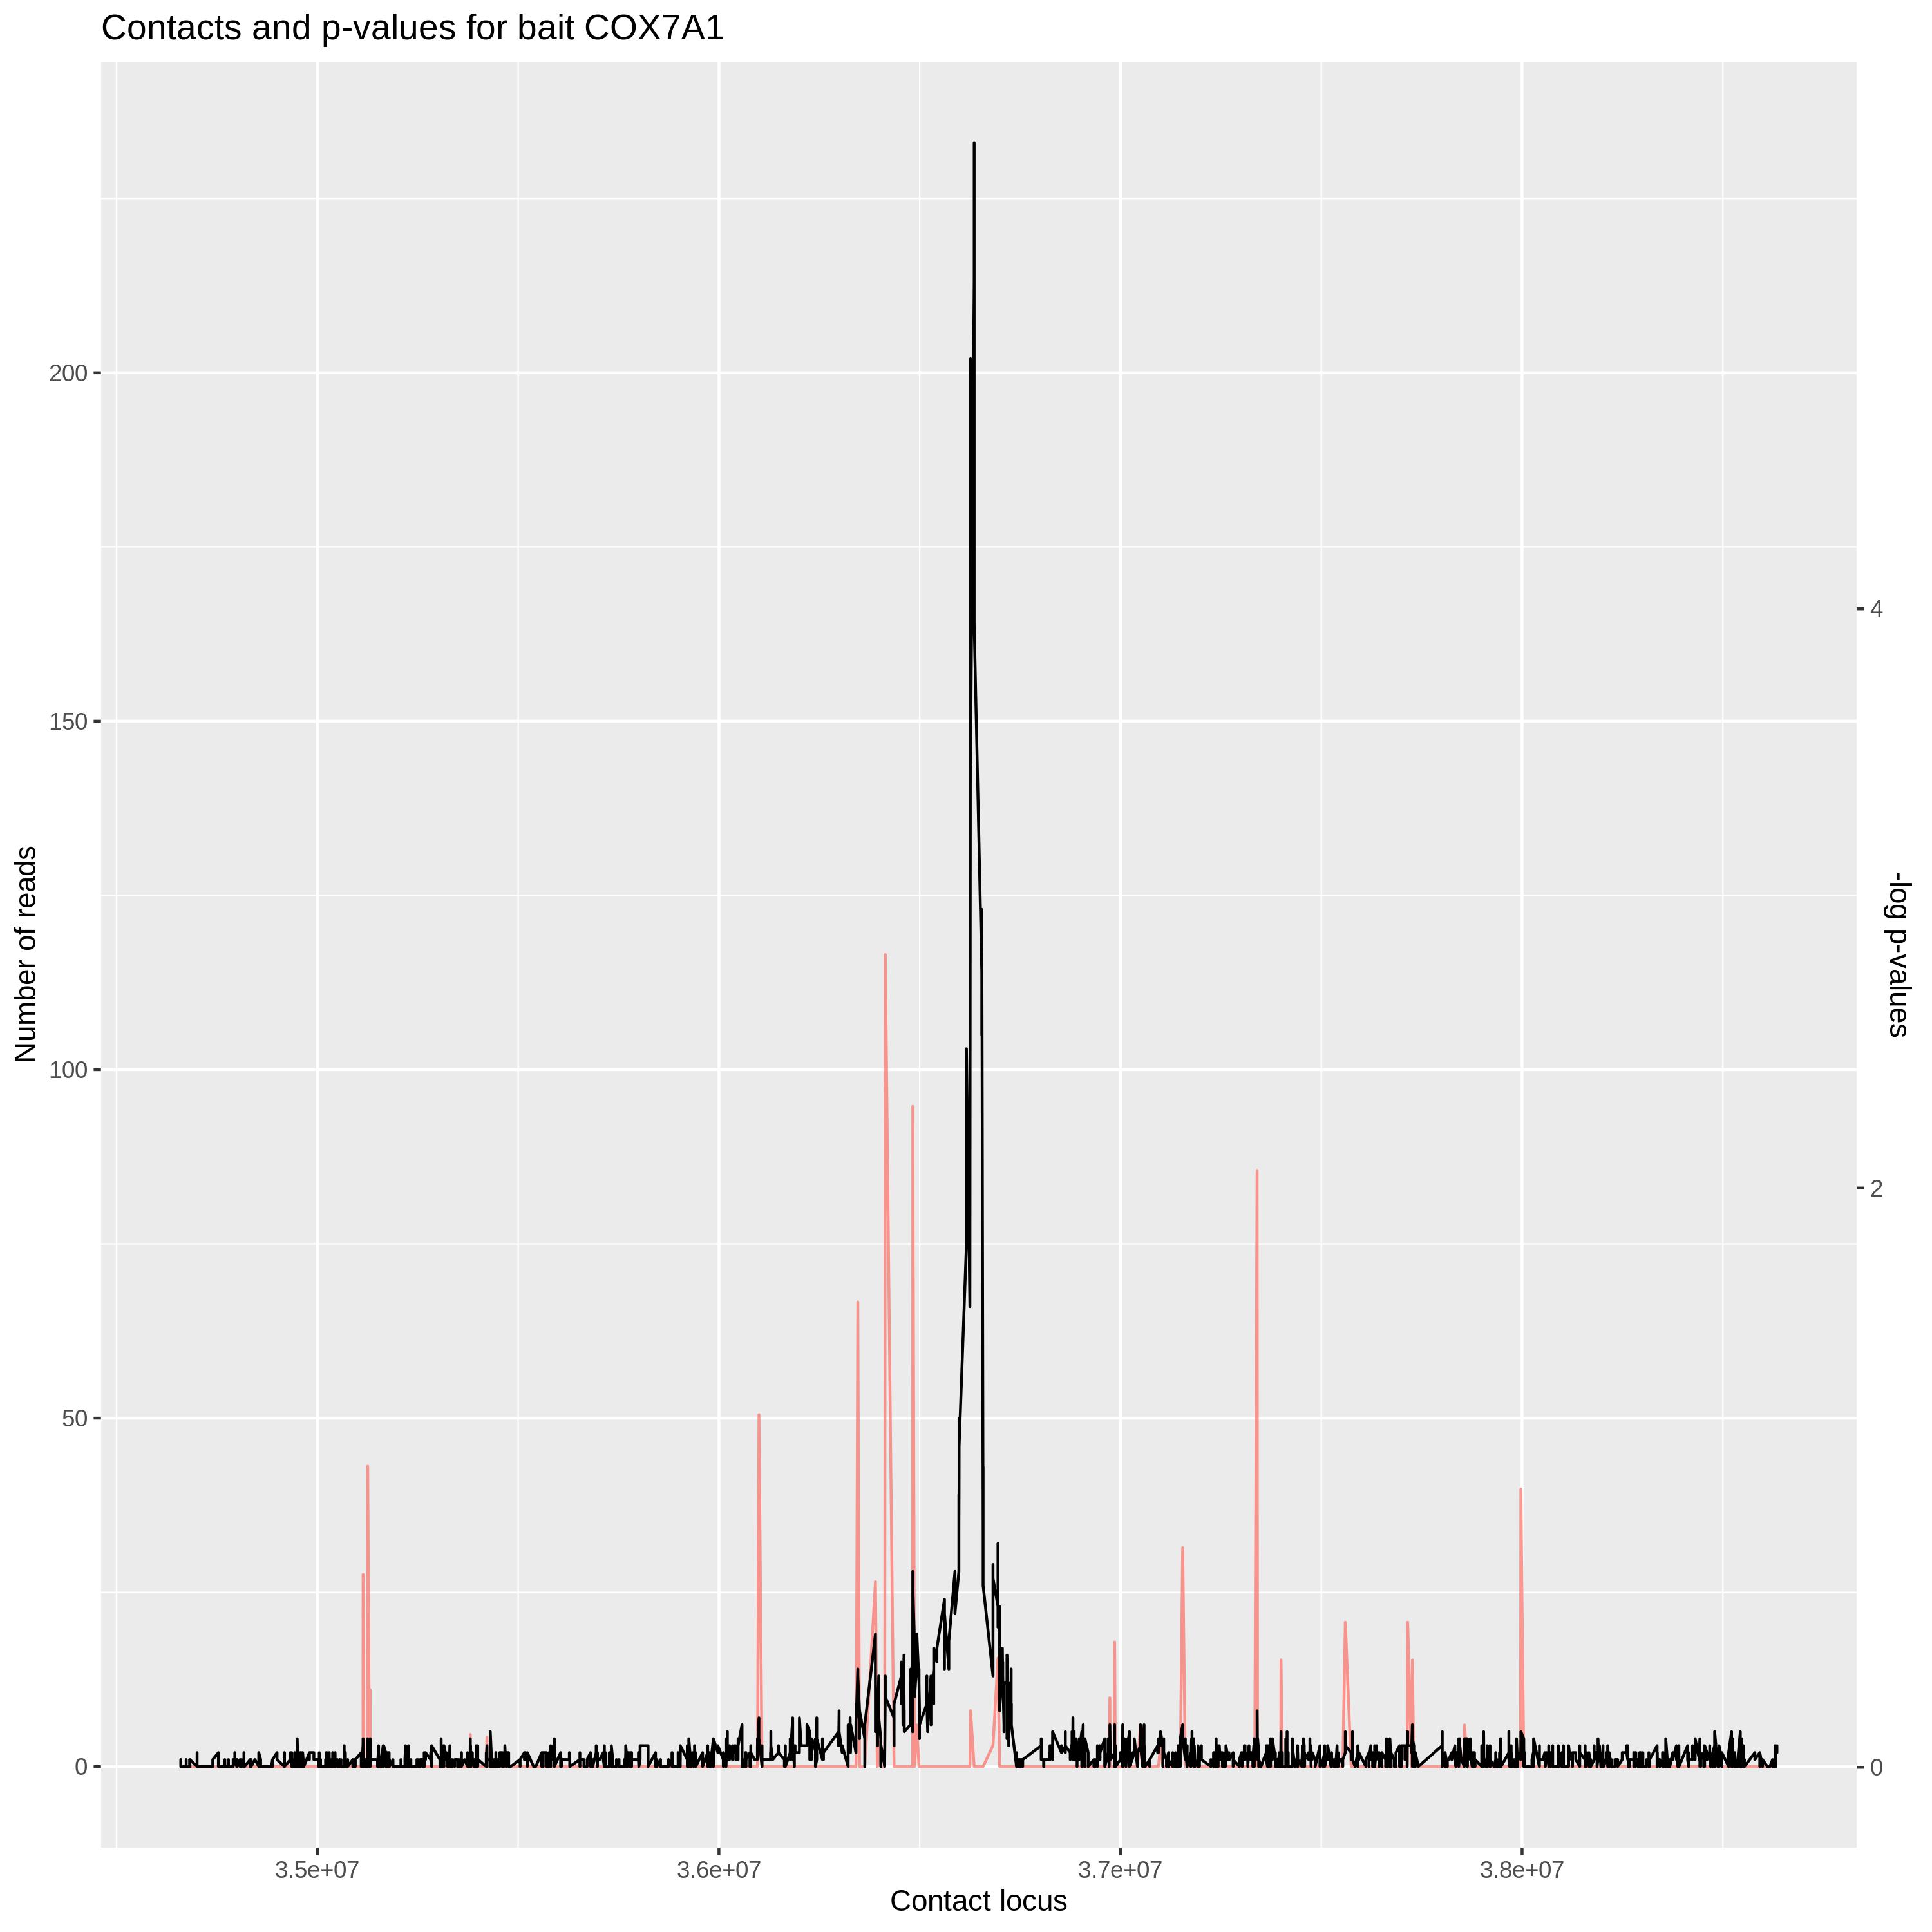 Contacts and p-values for bait COX7A1
Number of reads
200
150
100
50
0
-log p-values
4
2
0
3.5e+07
3.6e+07
3.7e+07
3.8e+07
Contact locus